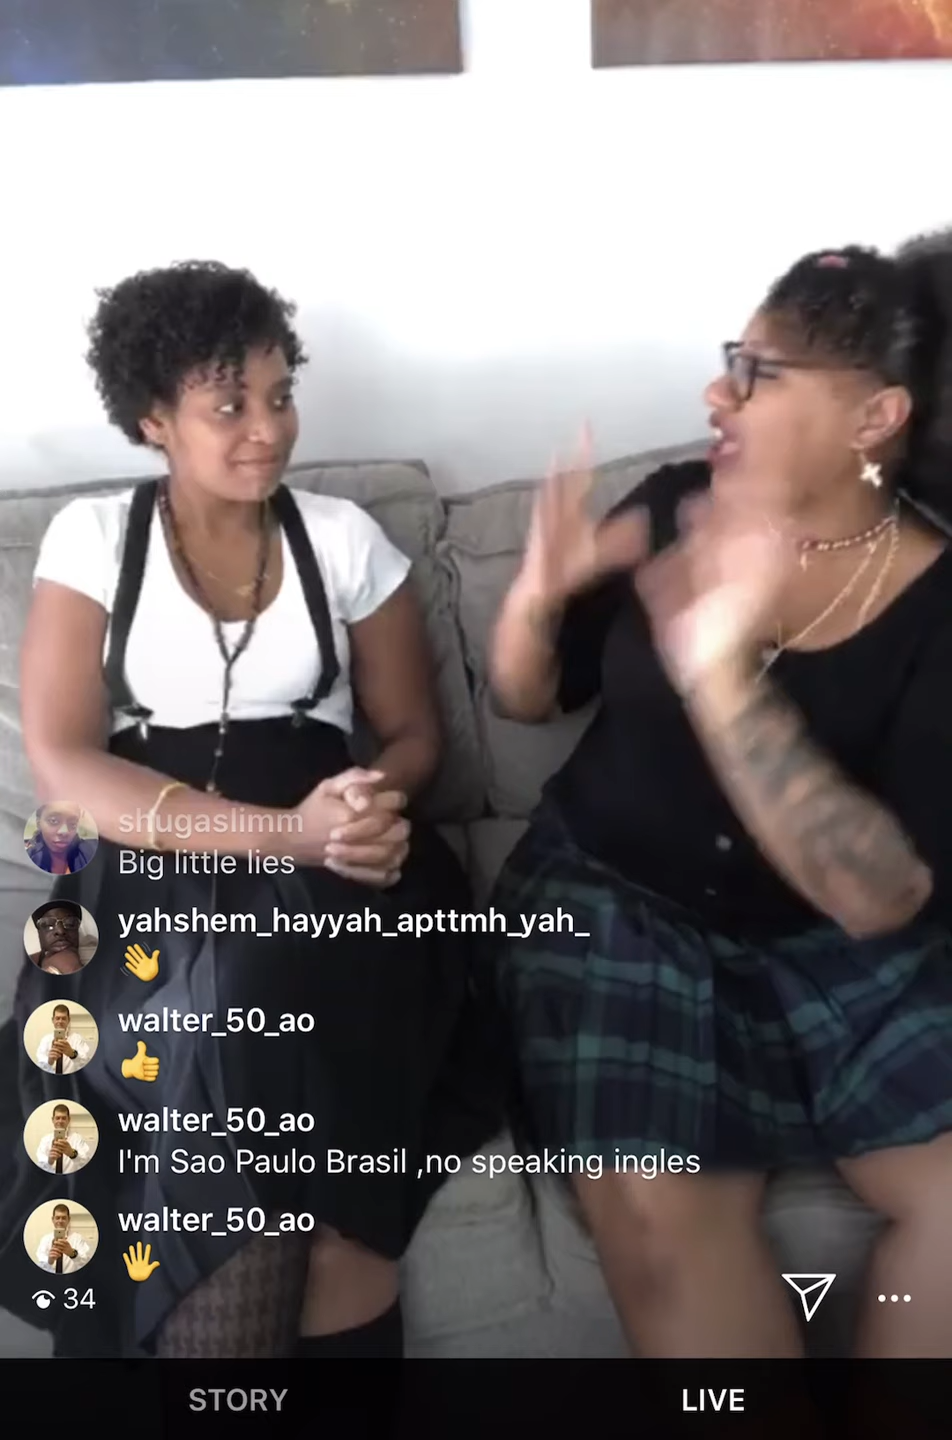 shugaslimm
Big little lies
yahshem_hayyah_apttmh_yah_
👋
walter_50_ao
👍
walter_50_ao
I'm Sao Paulo Brasil ,no speaking ingles
walter_50_ao
🖐
34
STORY
LIVE